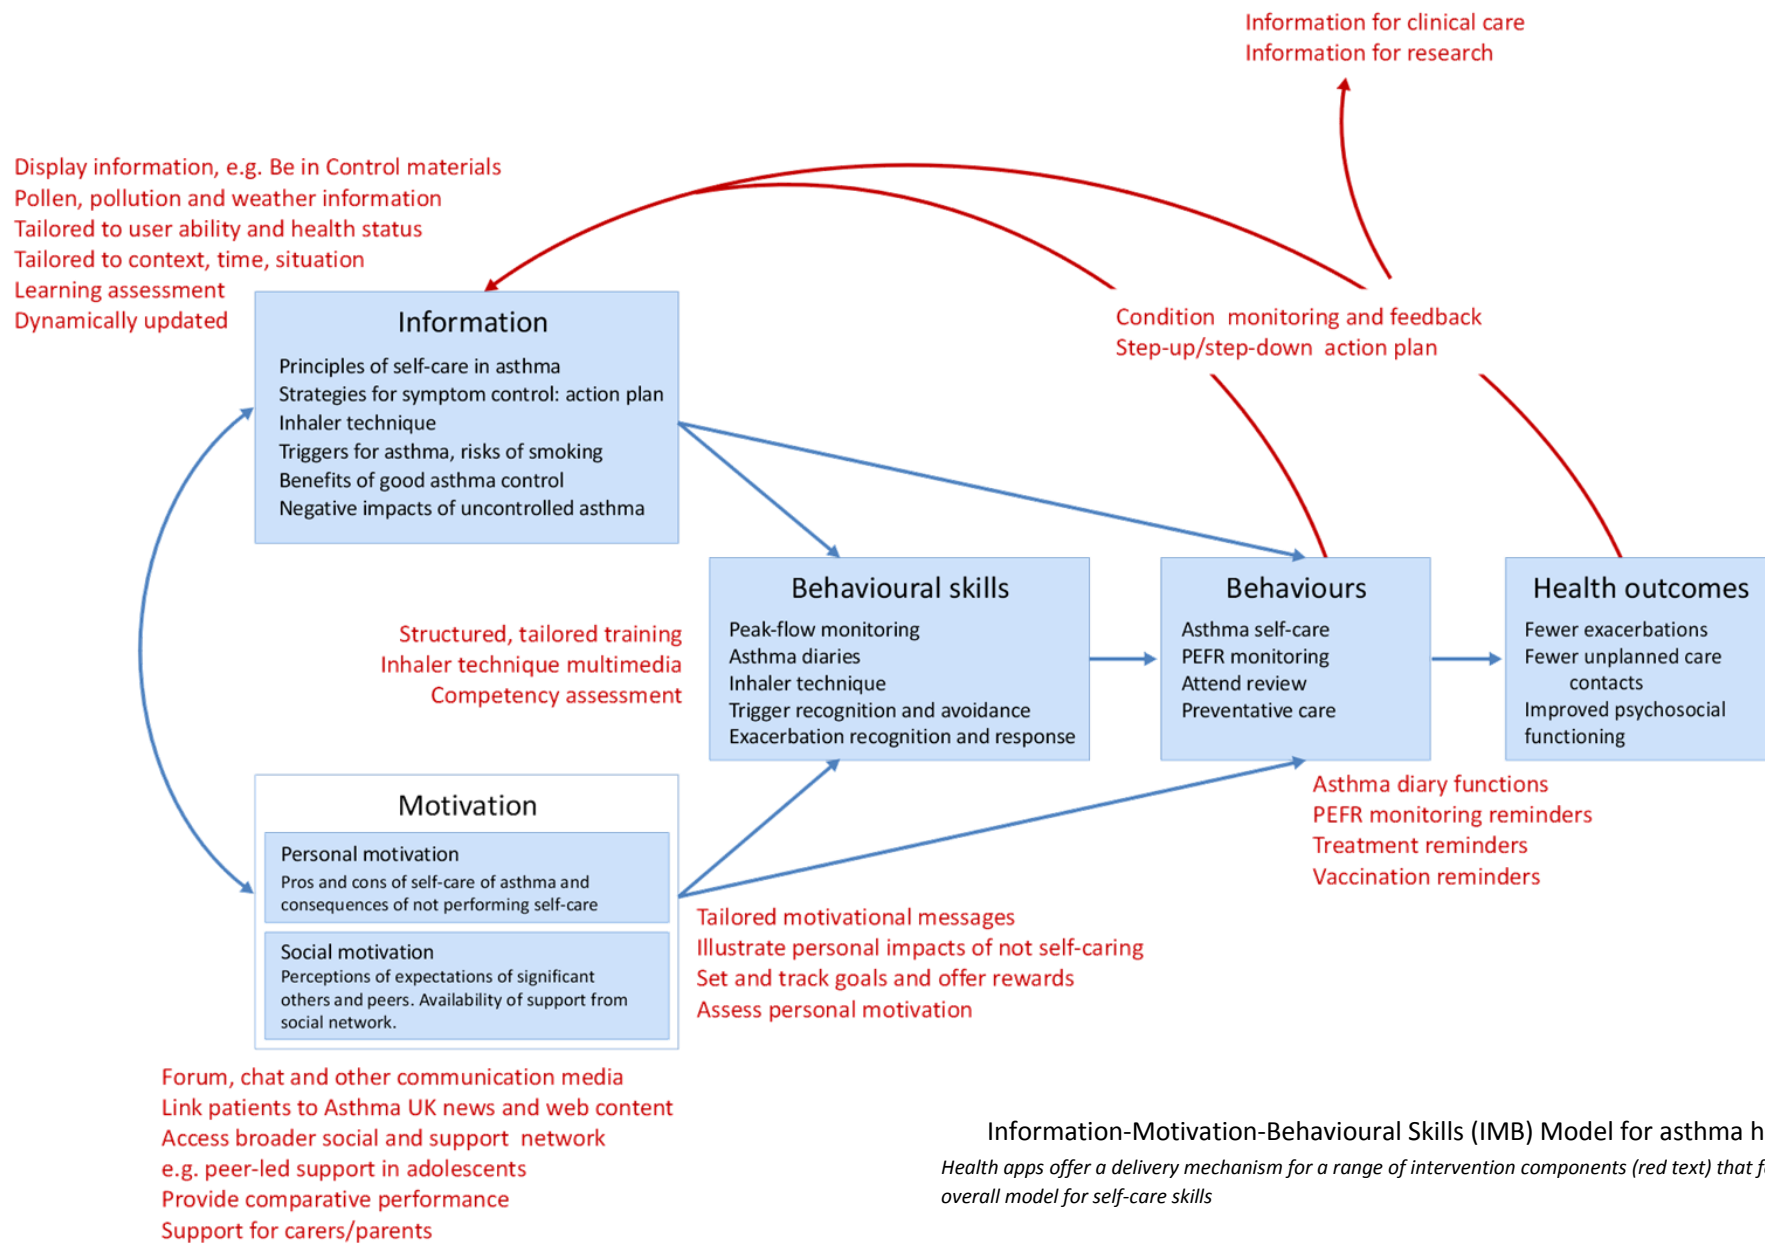 Information for clinical care
Information for research
Display information, e.g. Be in Control materials
Pollen, pollution and weather information
Tailored to user ability and health status
Tailored to context, time, situation
Learning assessment
Dynamically updated
Information
Principles of self-care in asthma
Strategies for symptom control: action plan
Inhaler technique
Triggers for asthma, risks of smoking
Benefits of good asthma control
Negative impacts of uncontrolled asthma
Condition monitoring and feedback
Step-up/step-down action plan
Structured, tailored training
Inhaler technique multimedia
Competency assessment
Behavioural skills
Peak-flow monitoring
Asthma diaries
Inhaler technique
Trigger recognition and avoidance
Exacerbation recognition and response
Behaviours
Asthma self-care
PEFR monitoring
Attend review
Preventative care
Health outcomes
Fewer exacerbations
Fewer unplanned care
contacts
Improved psychosocial
functioning
Asthma diary functions
PEFR monitoring reminders
Treatment reminders
Vaccination reminders
Motivation
Personal motivation
Pros and cons of self-care of asthma and
consequences of not performing self-care
Social motivation
Perceptions of expectations of significant
others and peers. Availability of support from
social network.
Tailored motivational messages
Illustrate personal impacts of not self-caring
Set and track goals and offer rewards
Assess personal motivation
Forum, chat and other communication media
Link patients to Asthma UK news and web content
Access broader social and support network
e.g. peer-led support in adolescents
Provide comparative performance
Support for carers/parents
Information-Motivation-Behavioural Skills (IMB) Model for asthma
Health apps offer a delivery mechanism for a range of intervention components (red text) that
overall model for self-care skills